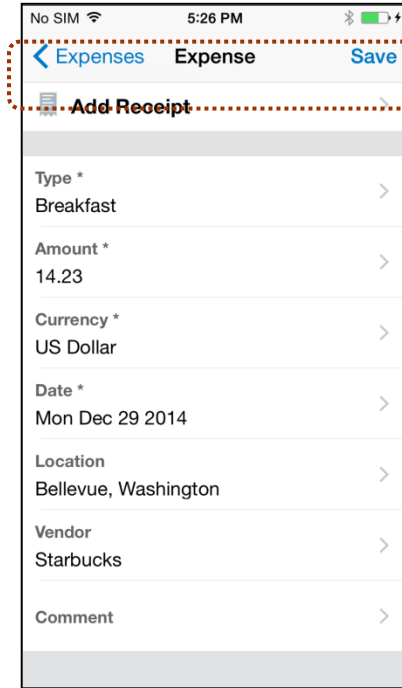 No SIM 5:26 PM
Expenses Expense Save
Add Receipt
Type *
Breakfast
Amount *
14.23
Currency *
US Dollar
Date *
Mon Dec 29 2014
Location
Bellevue, Washington
Vendor
Starbucks
Comment